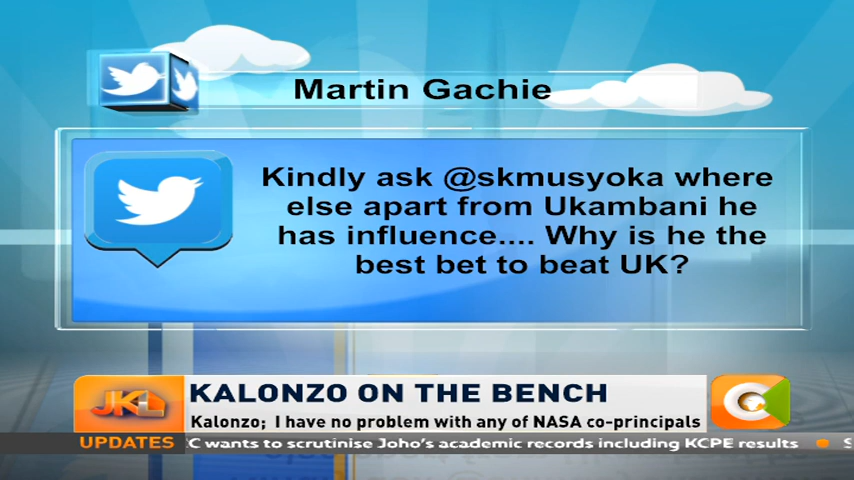 Martin Gachie
Kindly ask @skmusyoka where
else apart from Ukambani he
has influence.... Why is he the
best bet to beat UK?
JKL
KALONZO ON THE BENCH
Kalonzo; I have no problem with any of NASA co-principals
UPDATES
C wants to scrutinise Joho's academic records including KCPE results
S